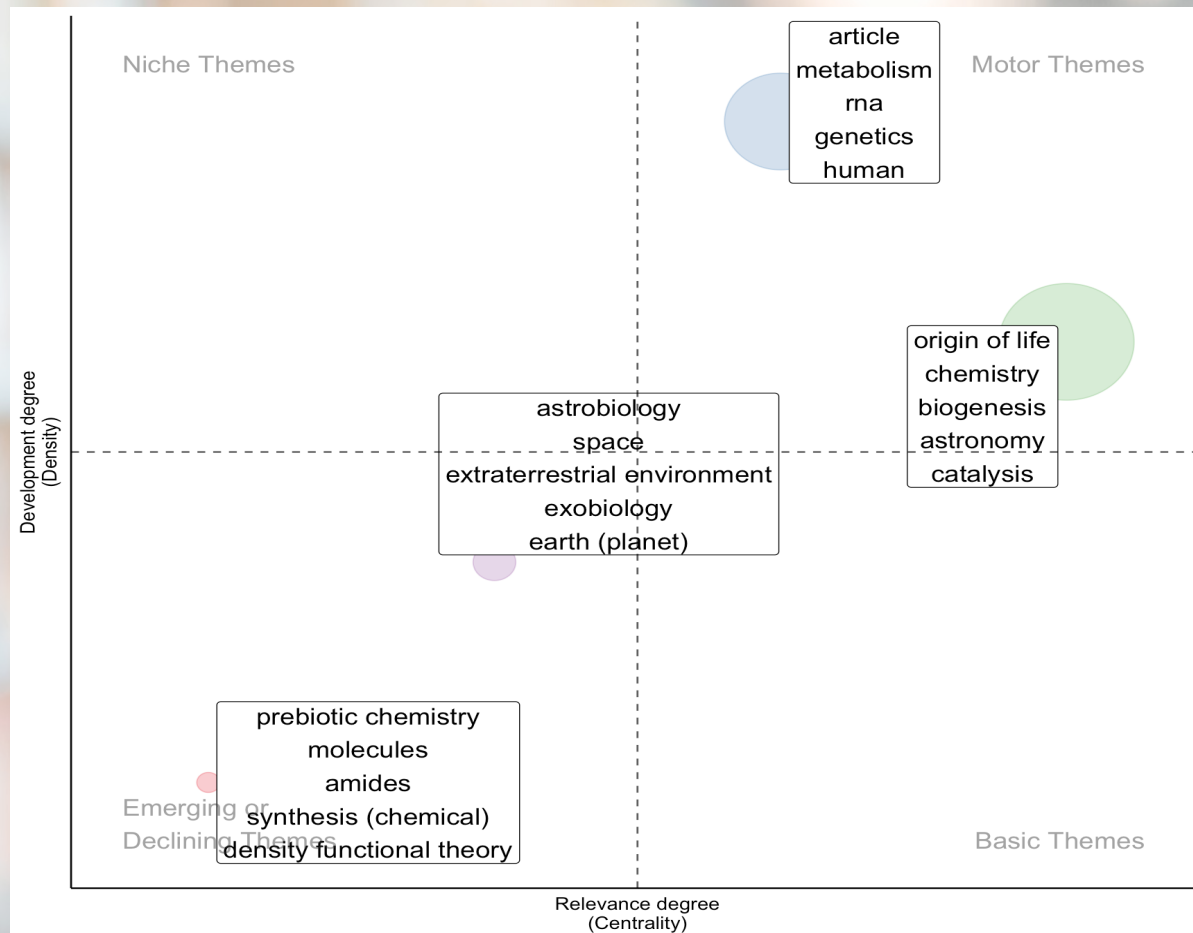 Niche Themes
Motor Themes
article
metabolism
rna
genetics
human
origin of life
chemistry
biogenesis
astronomy
catalysis
astrobiology
space
extraterrestrial environment
exobiology
earth (planet)
prebiotic chemistry
molecules
amides
synthesis (chemical)
density functional theory
Emerging or
Declining Themes
Basic Themes
Development degree
(Density)
Relevance degree
(Centrality)